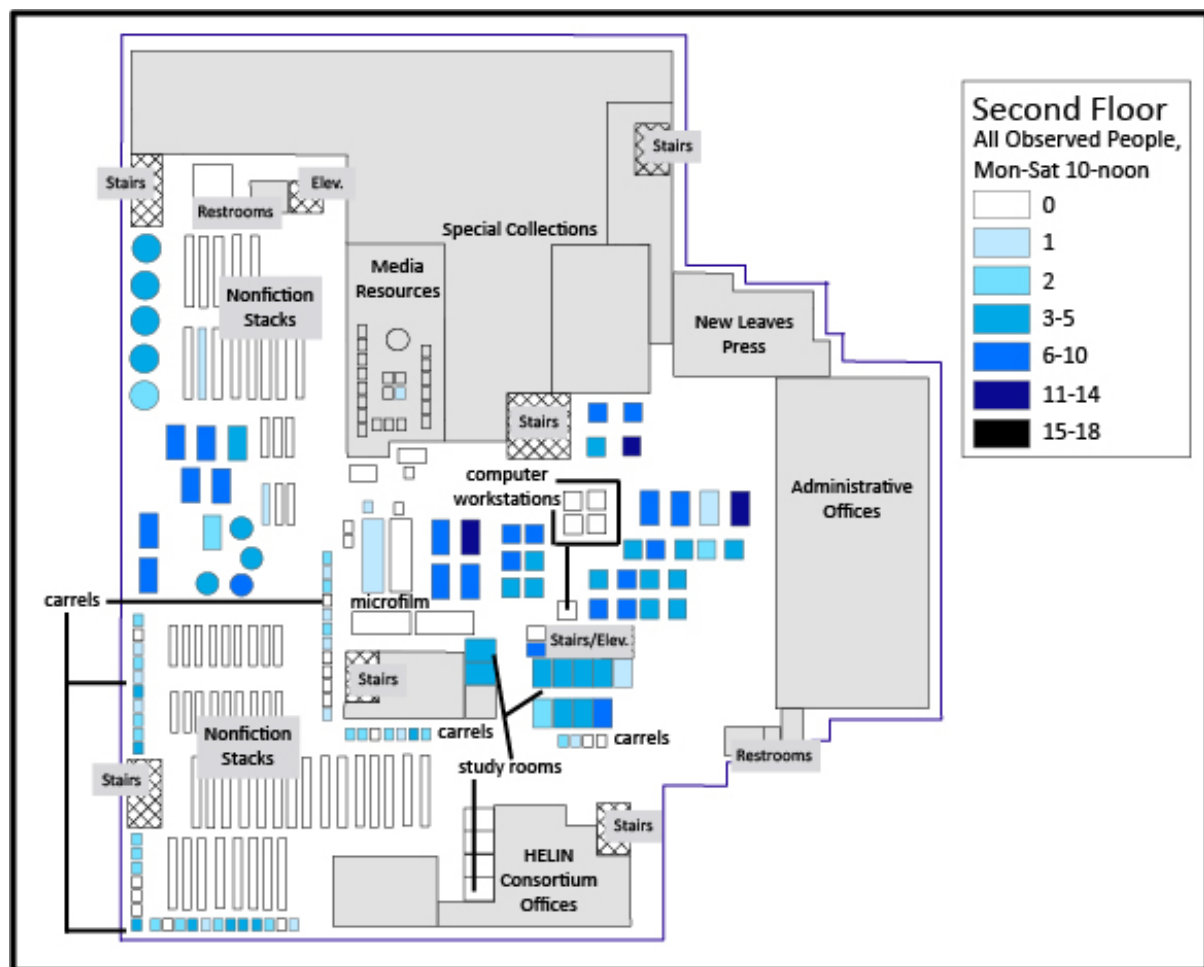 Second Floor
All Observed People,
Mon-Sat 10-noon
0
1
2
3-5
6-10
11-14
15-18
Stairs
Stairs
Elev.
Restrooms
Special Collections
Media
Resources
Nonfiction
Stacks
New Leaves
Press
Stairs
computer
workstations
Administrative
Offices
carrels
microfilm
Stairs/Elev.
Stairs
Nonfiction
Stacks
carrels
carrels
study rooms
Restrooms
Stairs
Stairs
HELIN
Consortium
Offices